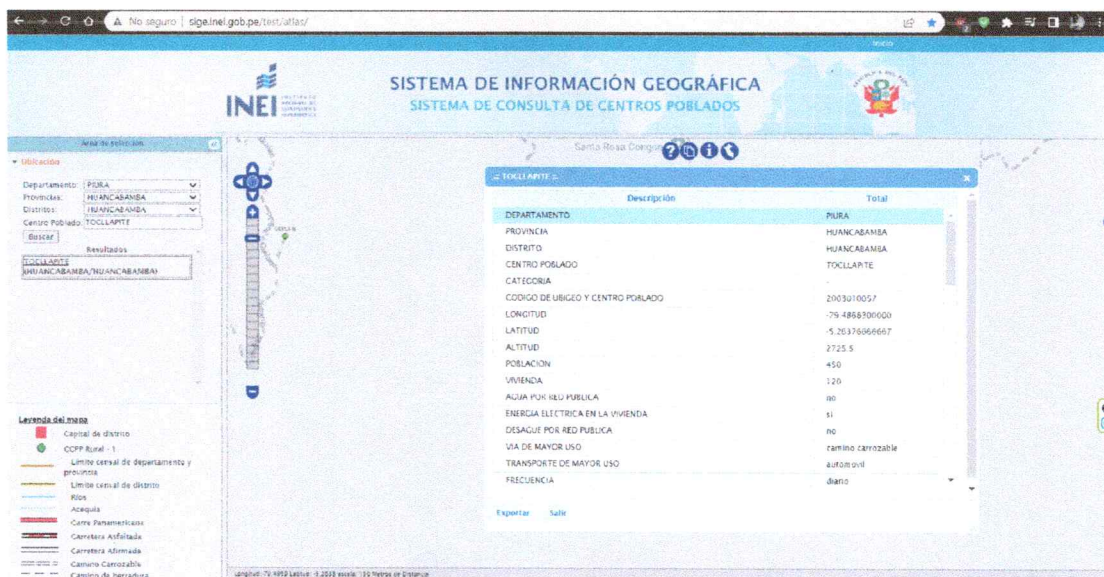 No seguro | sige.inei.gob.pe/test/atlas/
Inicio
INEI
SISTEMA DE INFORMACIÓN GEOGRÁFICA
SISTEMA DE CONSULTA DE CENTROS POBLADOS
Area de selección
Ubicación
Departamento: PIURA
Provincias: HUANCABAMBA
Distritos: HUANCABAMBA
Centro Poblado: TOCLLAPITE
Buscar
Resultados
TOCLLAPITE
(HUANCABAMBA/HUANCABAMBA)
Leyenda del mapa
Capital de distrito
CCPP Rural - 1
Limite censal de departamento y
provincia
Limite censal de distrito
Rios
Acequia
Carre Panamericana
Carretera Asfaltada
Carretera Afirmada
Camino Carrozable
Camino de herradura
Santa Rosa
.:: TOCLLAPITE ::.
Descripción Total
DEPARTAMENTO PIURA
PROVINCIA HUANCABAMBA
DISTRITO HUANCABAMBA
CENTRO POBLADO TOCLLAPITE
CATEGORIA -
CODIGO DE UBIGEO Y CENTRO POBLADO 2003010057
LONGITUD -79.4868300000
LATITUD -5.26376666667
ALTITUD 2725.5
POBLACION 450
VIVIENDA 120
AGUA POR RED PUBLICA no
ENERGIA ELECTRICA EN LA VIVIENDA si
DESAGUE POR RED PUBLICA no
VIA DE MAYOR USO camino carrozable
TRANSPORTE DE MAYOR USO automovil
FRECUENCIA diario
Exportar Salir